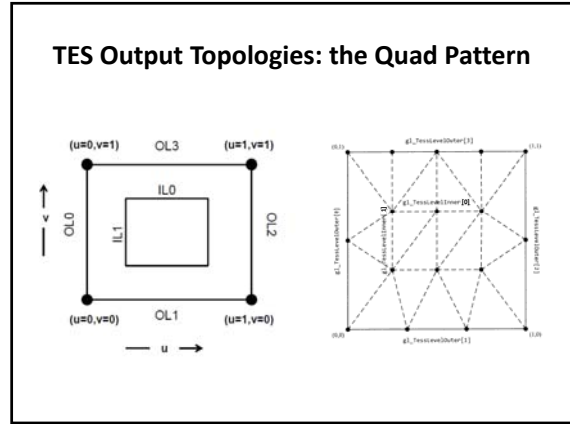 TES Output Topologies: the Quad Pattern
(u=0,v=1)
(u=1,v=1)
OL3
IL0
IL1
OL0
OL2
v
(u=0,v=0)
OL1
(u=1,v=0)
u
gl_TessLevelOuter[3]
(0,1)
(1,1)
gl_TessLevelInner[0]
gl_TessLevelInner[1]
gl_TessLevelOuter[0]
gl_TessLevelOuter[2]
(0,0)
gl_TessLevelOuter[1]
(1,0)